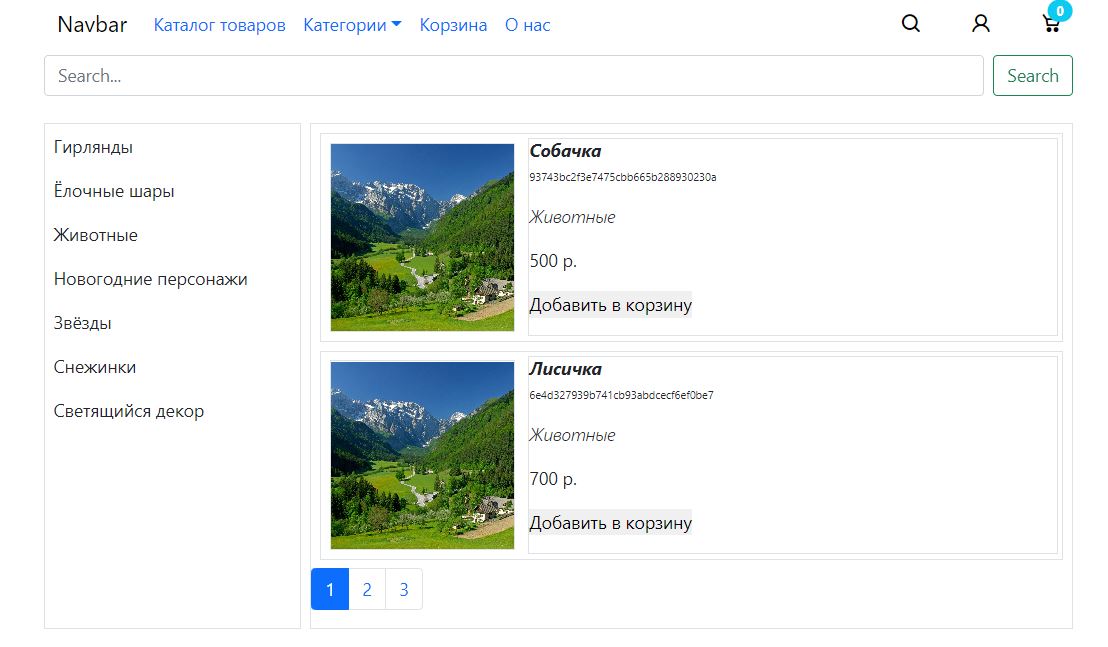 Navbar Каталог товаров Категории Корзина О нас 0
Search... Search
Гирлянды
Ёлочные шары
Животные
Новогодние персонажи
Звёзды
Снежинки
Светящийся декор
Собачка
93743bc2f3e7475cbb665b288930230a
Животные
500 р.
Добавить в корзину
Лисичка
6e4d327939b741cb93abdcecf6ef0be7
Животные
700 р.
Добавить в корзину
1 2 3